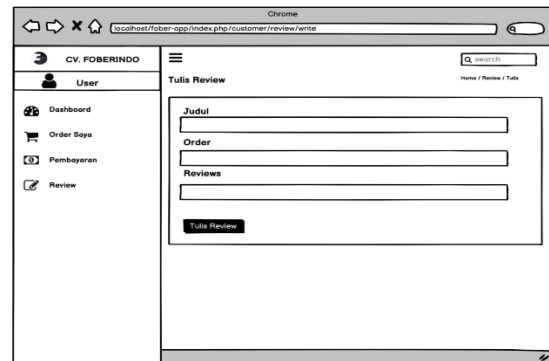 Chrome
localhost/fober-app/index.php/customer/review/write
CV. FOBERINDO
User
Dashboard
Order Saya
Pembayaran
Review
search
Tulis Review
Home / Review / Tulis
Judul
Order
Reviews
Tulis Review